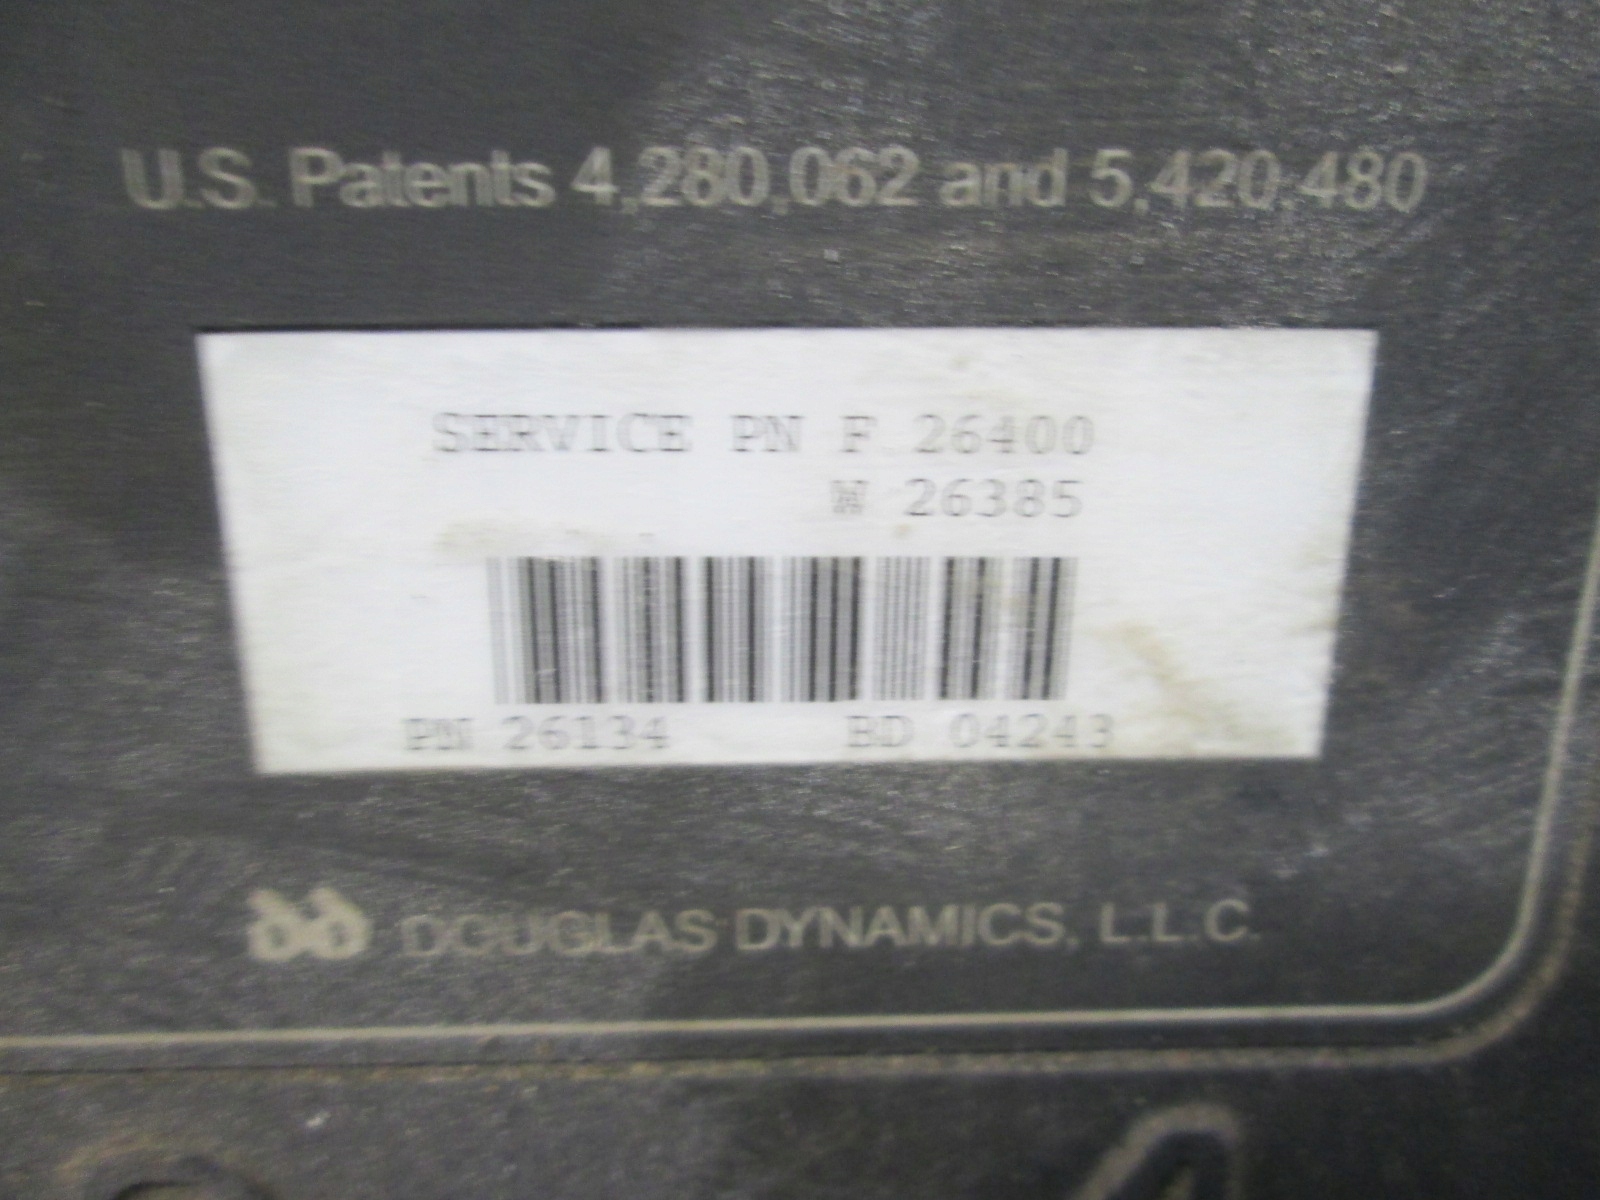 U.S. Patents 4,280,062 and 5,420,480
SERVICE PN F 26400
W 26385
PN 26134 BD 04243
DOUGLAS DYNAMICS, L.L.C.